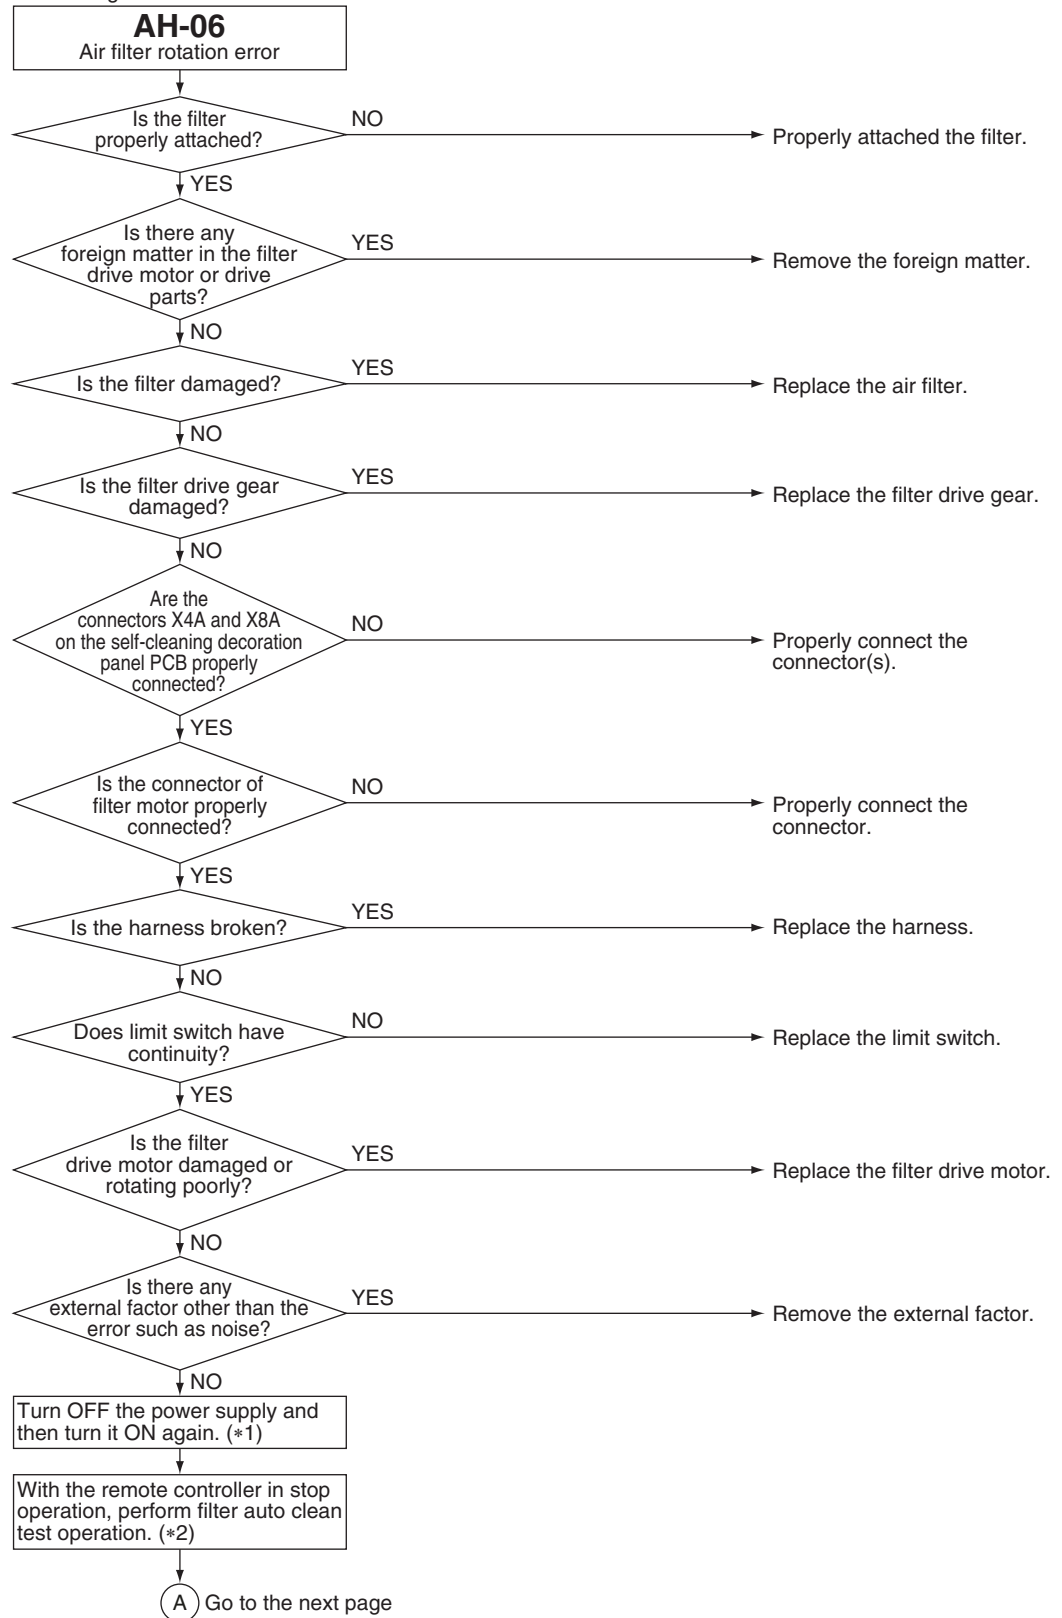 AH-06
Air filter rotation error
Is the filter
properly attached?
NO
Properly attached the filter.
YES
Is there any
foreign matter in the filter
drive motor or drive
parts?
YES
Remove the foreign matter.
NO
Is the filter damaged?
YES
Replace the air filter.
NO
Is the filter drive gear
damaged?
YES
Replace the filter drive gear.
NO
Are the
connectors X4A and X8A
on the self-cleaning decoration
panel PCB properly
connected?
NO
Properly connect the
connector(s).
YES
Is the connector of
filter motor properly
connected?
NO
Properly connect the
connector.
YES
Is the harness broken?
YES
Replace the harness.
NO
Does limit switch have
continuity?
NO
Replace the limit switch.
YES
Is the filter
drive motor damaged or
rotating poorly?
YES
Replace the filter drive motor.
NO
Is there any
external factor other than the
error such as noise?
YES
Remove the external factor.
NO
Turn OFF the power supply and
then turn it ON again. (*1)
With the remote controller in stop
operation, perform filter auto clean
test operation. (*2)
A Go to the next page